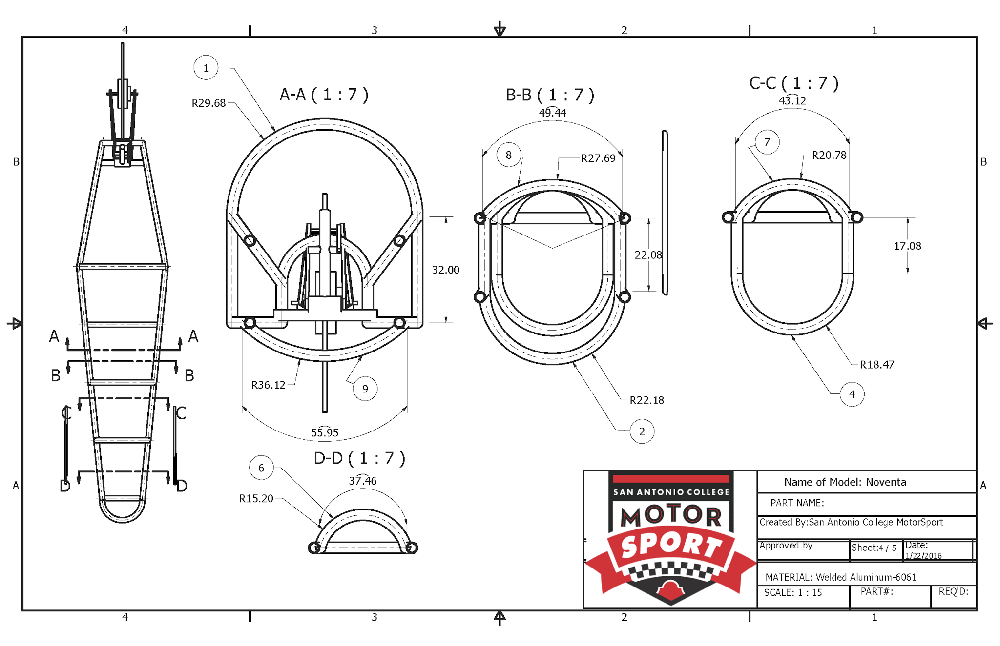 4 3 2 1
1
A-A ( 1 : 7 )
R29.68
B-B ( 1 : 7 )
49.44
C-C ( 1 : 7 )
43.12
8
R27.69
7
R20.78
B
B
32.00
22.08
17.08
A A
B B
C C
D D
R36.12
9
55.95
R22.18
2
R18.47
4
D-D ( 1 : 7 )
6
37.46
R15.20
A
A
SAN ANTONIO COLLEGE
MOTOR
SPORT
Name of Model: Noventa
PART NAME:
Created By:San Antonio College MotorSport
Approved by
Sheet:4 / 5
Date:
1/22/2016
MATERIAL: Welded Aluminum-6061
SCALE: 1 : 15
PART#:
REQ'D:
4 3 2 1